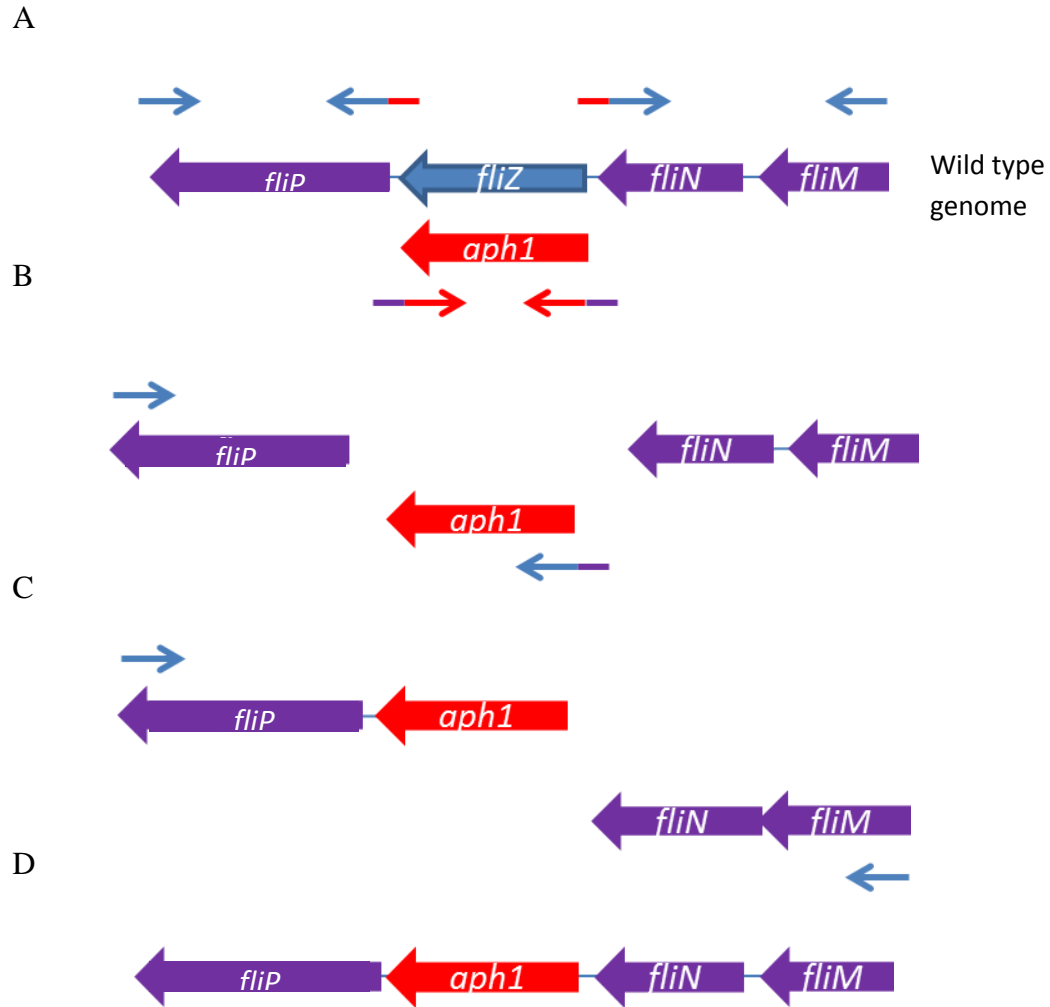 A
fliP fliZ fliN fliM
Wild type
genome
aph1
B
fliP fliN fliM
aph1
C
fliP aph1
fliN fliM
D
fliP aph1 fliN fliM